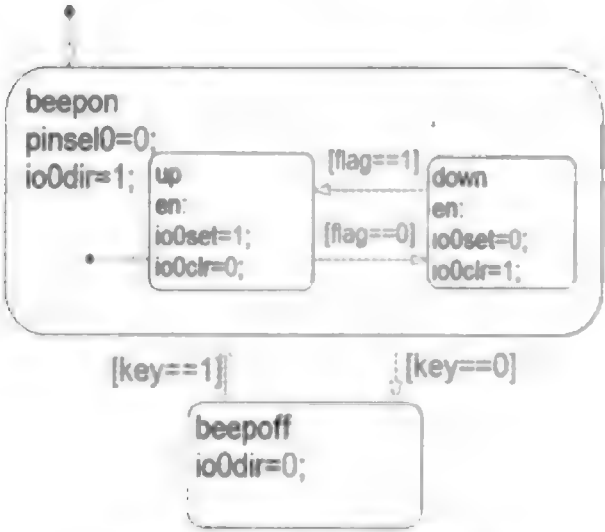 beepon
pinsel0=0;
io0dir=1;
up
en:
io0set=1;
io0clr=0;
[flag==1]
[flag==0]
down
en:
io0set=0;
io0clr=1;
[key==1]
[key==0]
beepoff
io0dir=0;